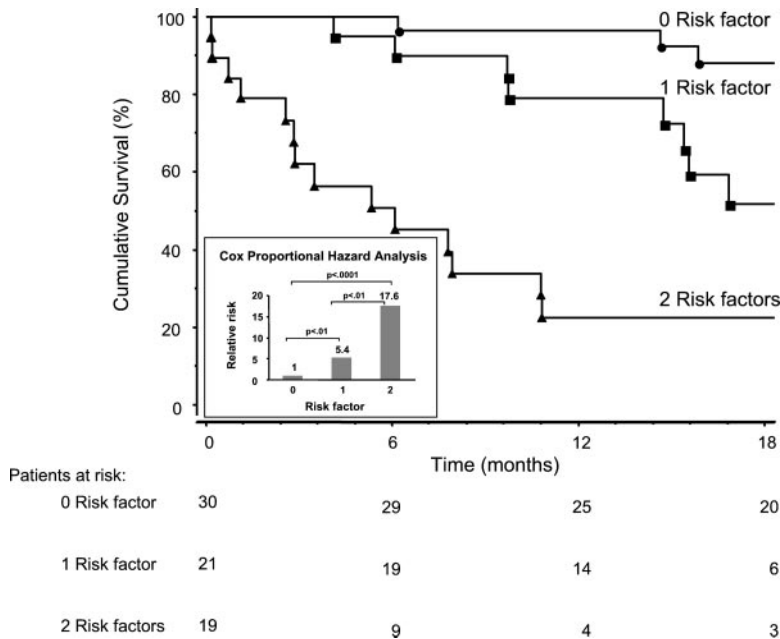 100
80
60
40
20
0
Cumulative Survival (%)
0 Risk factor
1 Risk factor
2 Risk factors
Cox Proportional Hazard Analysis
p<.0001
p<.01
p<.01
20
15
10
5
0
Relative risk
1
5.4
17.6
0 1 2
Risk factor
0 6 12 18
Time (months)
Patients at risk:
0 Risk factor 30 29 25 20
1 Risk factor 21 19 14 6
2 Risk factors 19 9 4 3